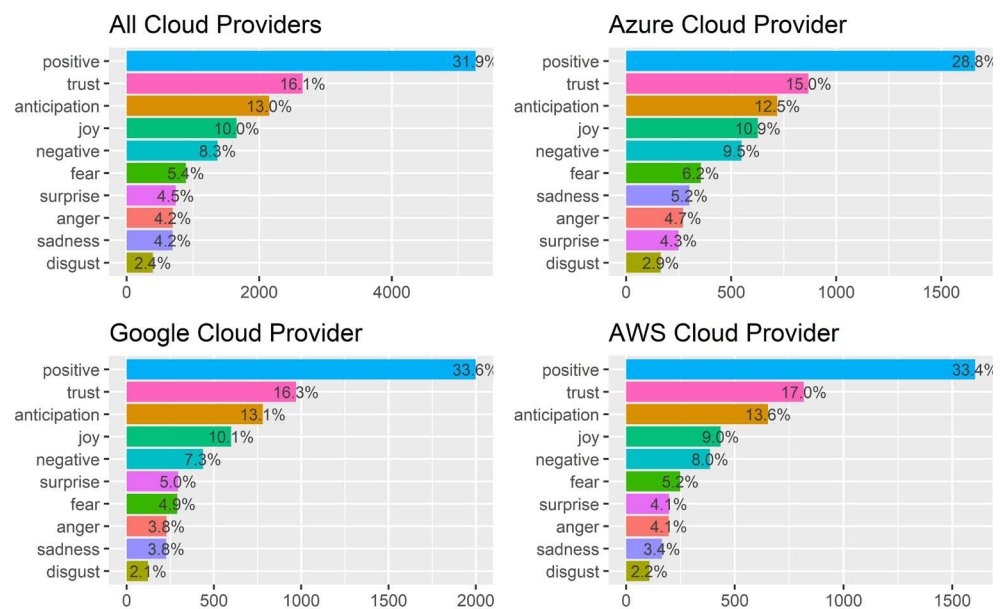 All Cloud Providers
positive 31.9%
trust 16.1%
anticipation 13.0%
joy 10.0%
negative 8.3%
fear 5.4%
surprise 4.5%
anger 4.2%
sadness 4.2%
disgust 2.4%
0 2000 4000
Azure Cloud Provider
positive 28.8%
trust 15.0%
anticipation 12.5%
joy 10.9%
negative 9.5%
fear 6.2%
sadness 5.2%
anger 4.7%
surprise 4.3%
disgust 2.9%
0 500 1000 1500
Google Cloud Provider
positive 33.6%
trust 16.3%
anticipation 13.1%
joy 10.1%
negative 7.3%
surprise 5.0%
fear 4.9%
anger 3.8%
sadness 3.8%
disgust 2.1%
0 500 1000 1500 2000
AWS Cloud Provider
positive 33.4%
trust 17.0%
anticipation 13.6%
joy 9.0%
negative 8.0%
fear 5.2%
surprise 4.1%
anger 4.1%
sadness 3.4%
disgust 2.2%
0 500 1000 1500